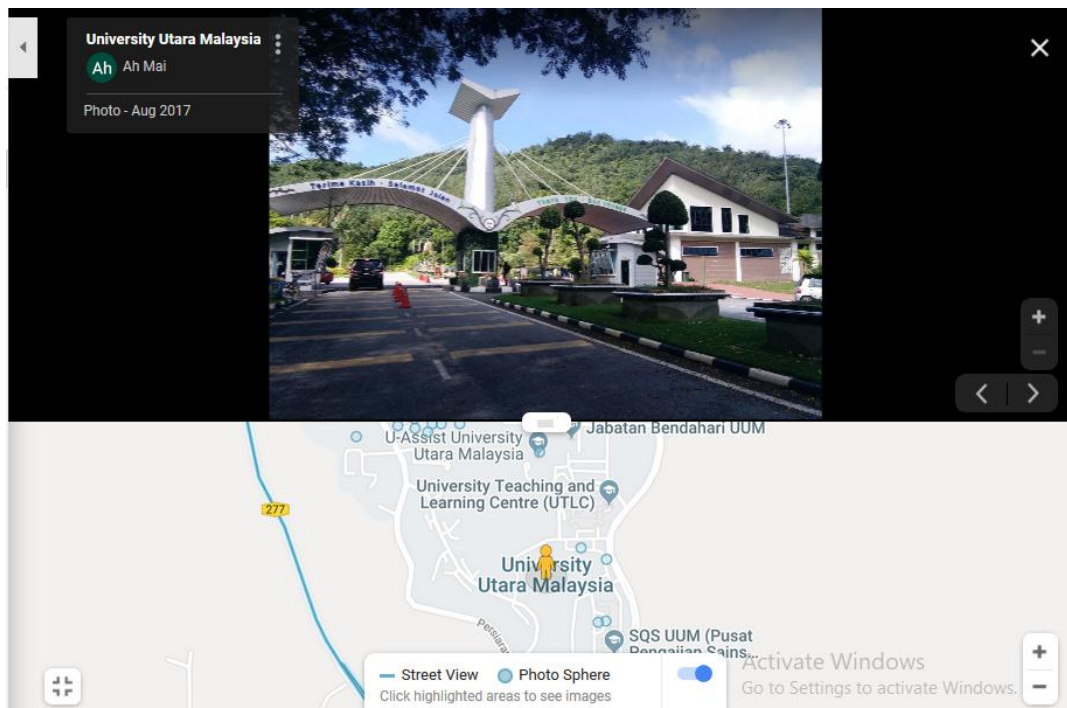 University Utara Malaysia
Ah
Ah Mai
Photo - Aug 2017
Terima Kasih - Selamat Jalan
U-Assist University
Utara Malaysia
Jabatan Bendahari UUM
University Teaching and
Learning Centre (UTLC)
277
University
Utara Malaysia
SQS UUM (Pusat
Pengajian Sains...
Street View
Photo Sphere
Click highlighted areas to see images
Activate Windows
Go to Settings to activate Windows.